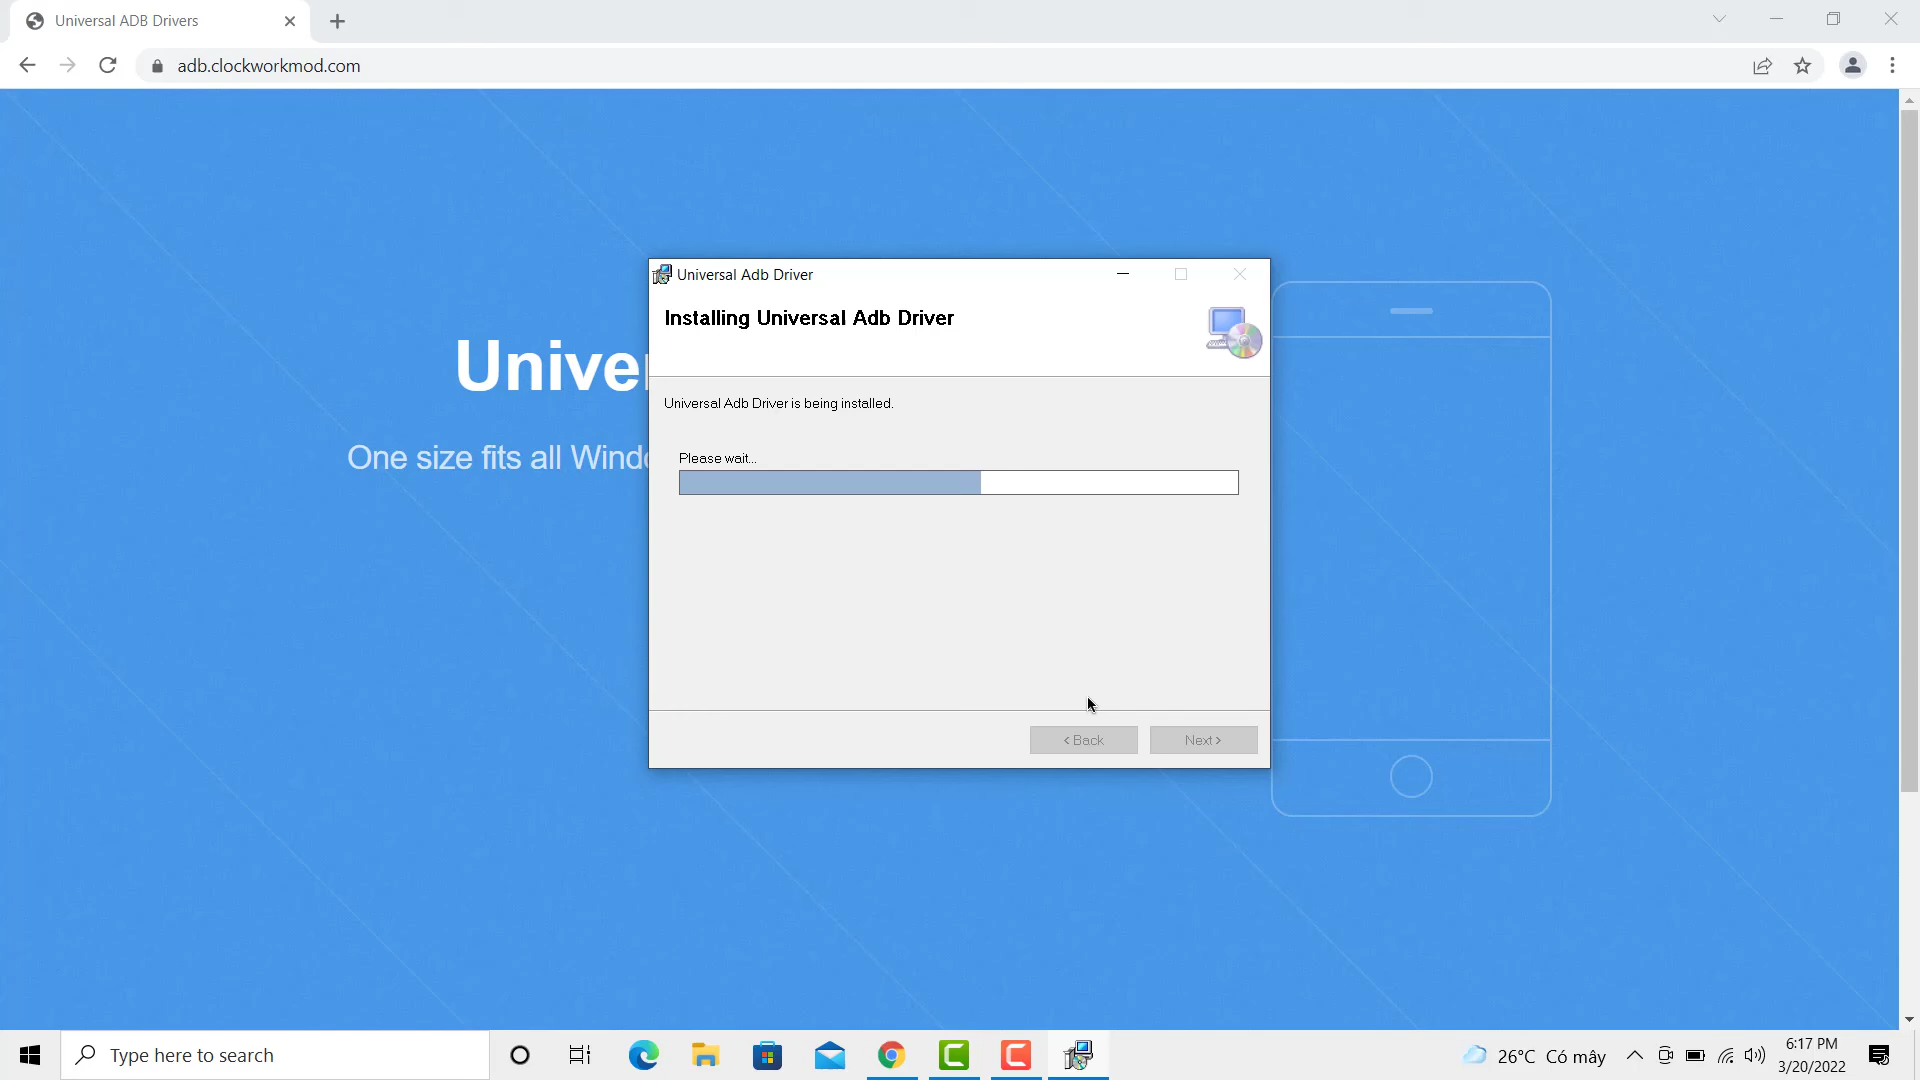 Universal ADB Drivers
adb.clockworkmod.com
Univer
One size fits all Windo
Universal Adb Driver
Installing Universal Adb Driver
Universal Adb Driver is being installed.
Please wait...
< Back
Next >
Type here to search
26°C Có mây
6:17 PM
3/20/2022